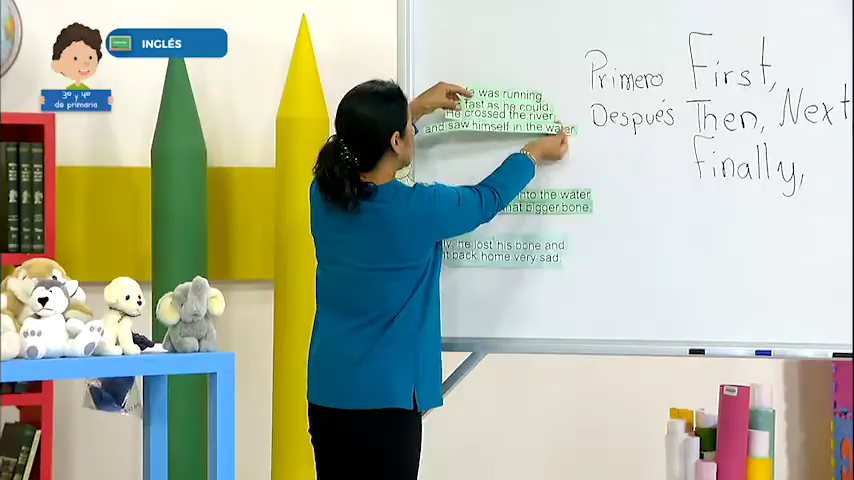 INGLÉS
3º y 4º
de primaria
was running
fast as he could.
He crossed the river
and saw himself in the water.
into the water
that bigger bone.
he lost his bone and
back home very sad.
Primero First,
Después Then, Next
Finally,